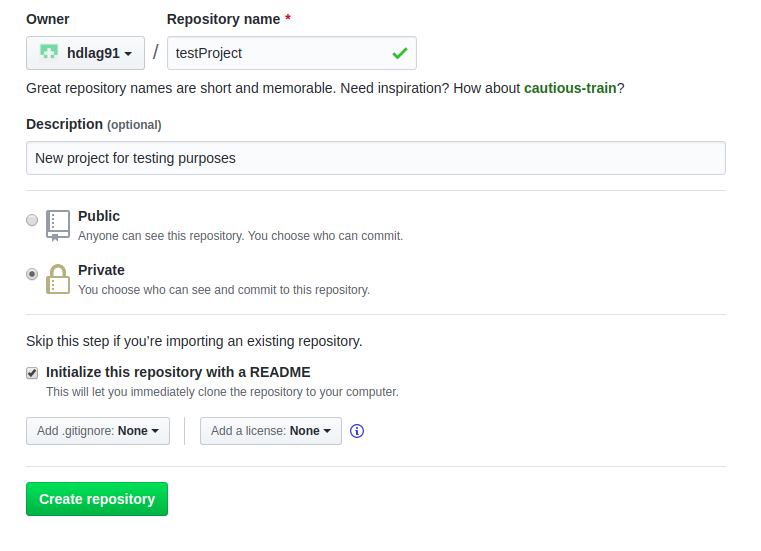 Owner Repository name *
hdlag91 / testProject
Great repository names are short and memorable. Need inspiration? How about cautious-train?
Description (optional)
New project for testing purposes
Public
Anyone can see this repository. You choose who can commit.
Private
You choose who can see and commit to this repository.
Skip this step if you’re importing an existing repository.
Initialize this repository with a README
This will let you immediately clone the repository to your computer.
Add .gitignore: None Add a license: None
Create repository